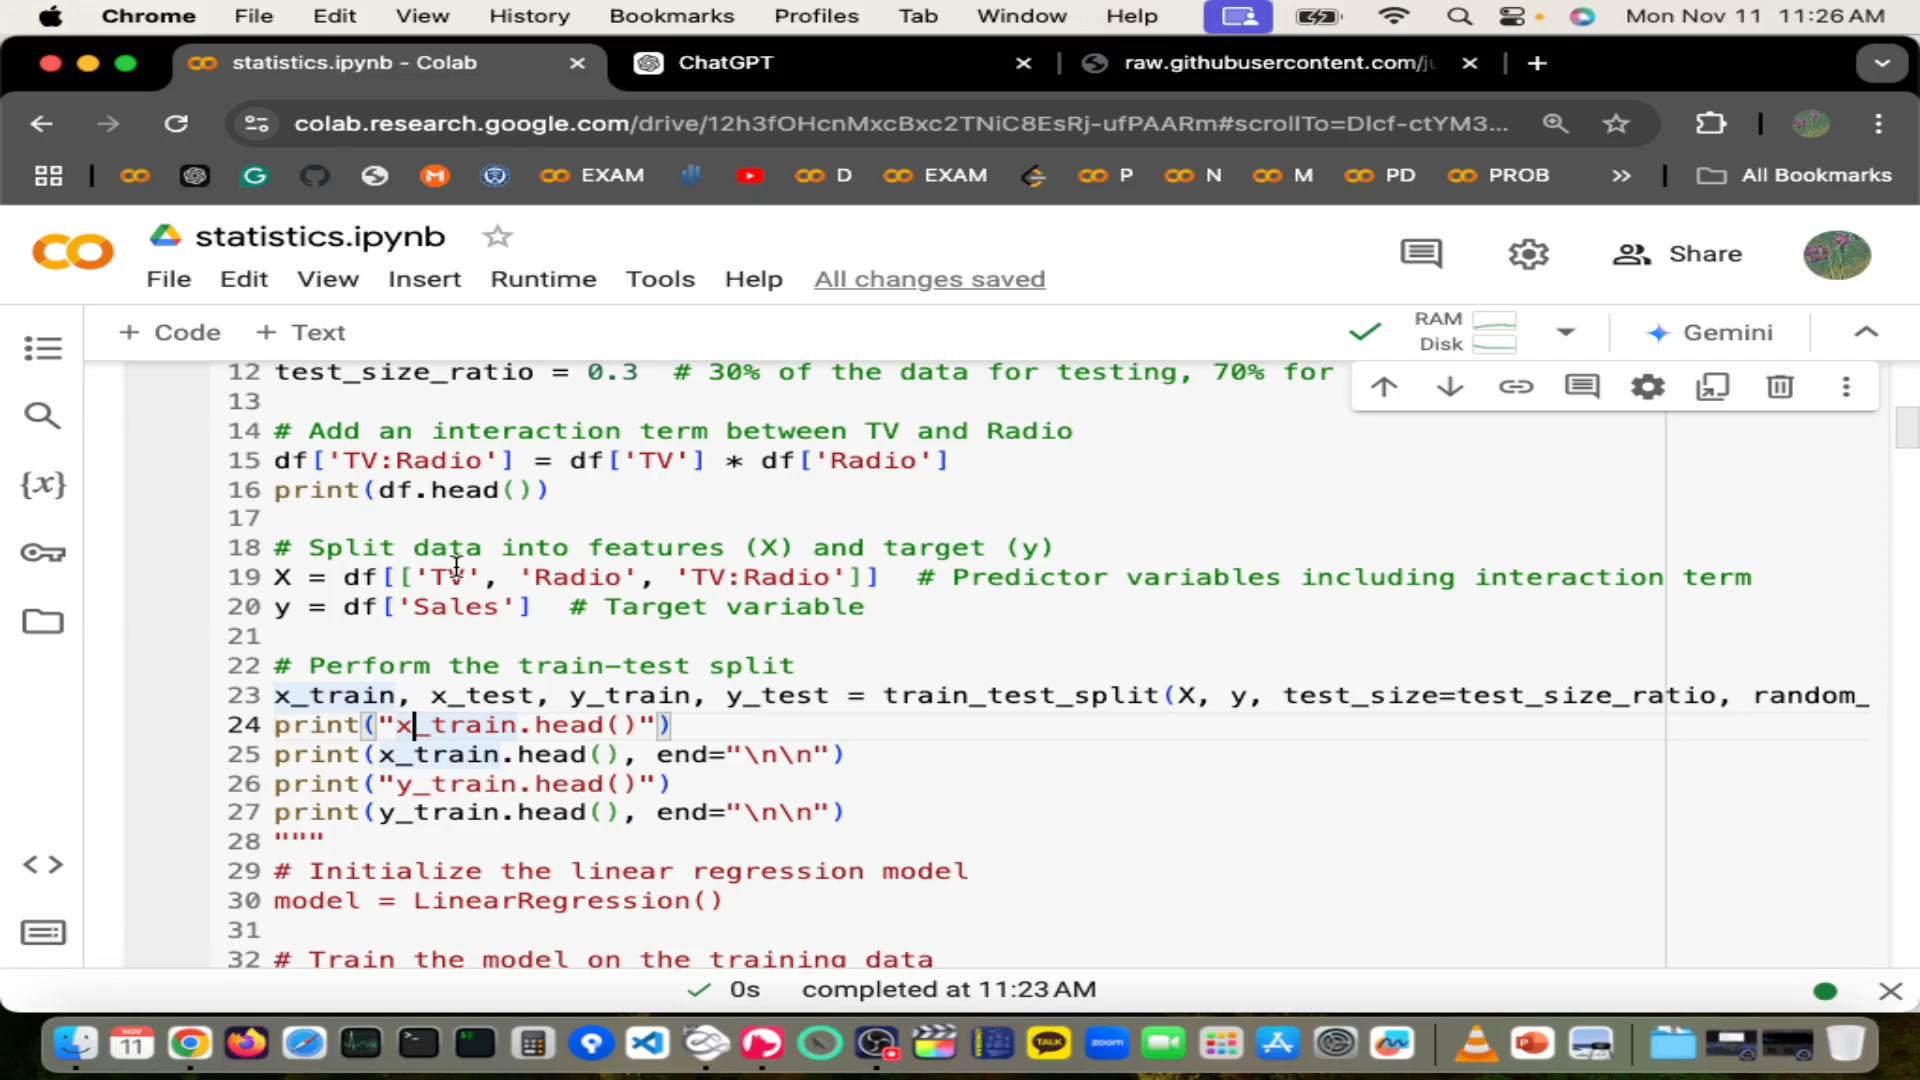 Chrome File Edit View History Bookmarks Profiles Tab Window Help Mon Nov 11 11:26 AM
statistics.ipynb - Colab ChatGPT raw.githubusercontent.com/ju
colab.research.google.com/drive/12h3fOHcnMxcBxc2TNiC8EsRj-ufPAARm#scrollTo=DIcf-ctYM3...
EXAM D EXAM P N M PD PROB All Bookmarks
statistics.ipynb
File Edit View Insert Runtime Tools Help All changes saved
Share
+ Code + Text
RAM
Disk
Gemini
12 test_size_ratio = 0.3 # 30% of the data for testing, 70% for
13
14 # Add an interaction term between TV and Radio
15 df['TV:Radio'] = df['TV'] * df['Radio']
16 print(df.head())
17
18 # Split data into features (X) and target (y)
19 X = df[['TV', 'Radio', 'TV:Radio']] # Predictor variables including interaction term
20 y = df['Sales'] # Target variable
21
22 # Perform the train-test split
23 x_train, x_test, y_train, y_test = train_test_split(X, y, test_size=test_size_ratio, random_
24 print("x_train.head()")
25 print(x_train.head(), end="\n\n")
26 print("y_train.head()")
27 print(y_train.head(), end="\n\n")
28 """
29 # Initialize the linear regression model
30 model = LinearRegression()
31
32 # Train the model on the training data
0s completed at 11:23 AM
NOV
11
TALK
zoom